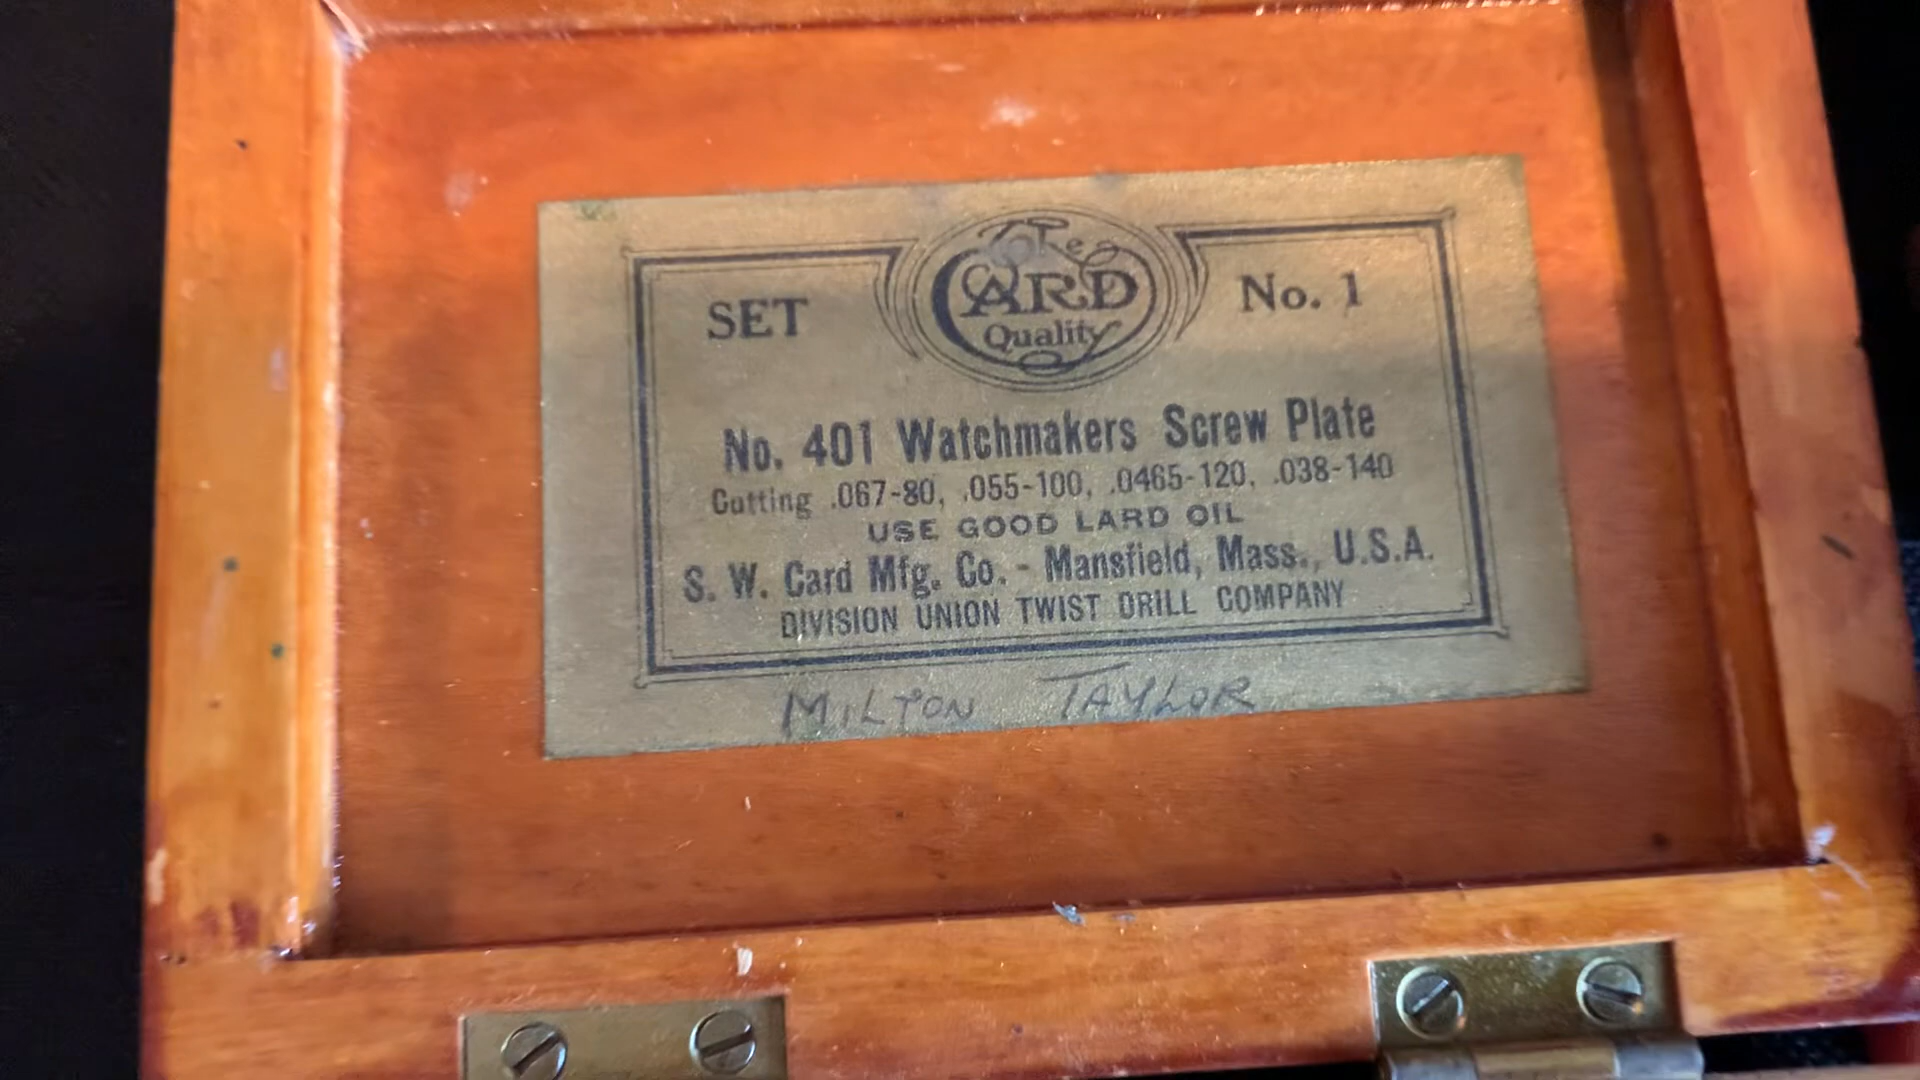 SET
CARD
Quality
No. 1
No. 401 Watchmakers Screw Plate
Cutting .067-80, .055-100, .0465-120, .038-140
USE GOOD LARD OIL
S. W. Card Mfg. Co. - Mansfield, Mass., U.S.A.
DIVISION UNION TWIST DRILL COMPANY
MILTON TAYLOR